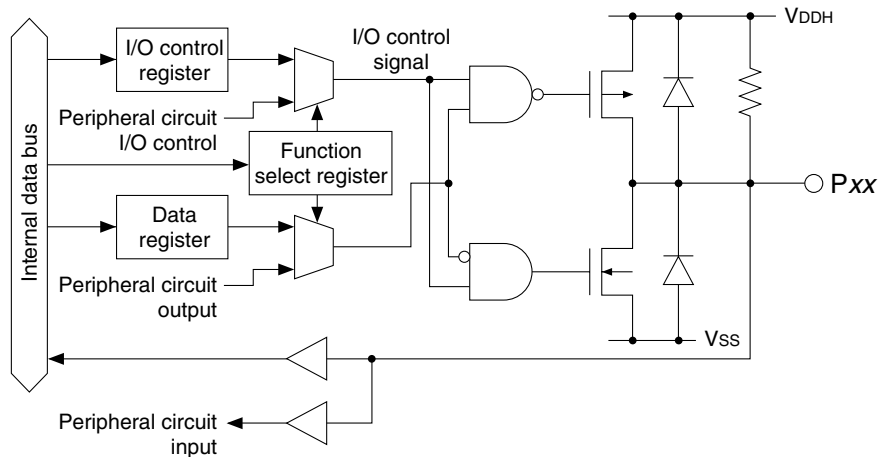 VDDH
I/O control
register
I/O control
signal
Peripheral circuit
I/O control
Function
select register
Internal data bus
Pxx
Data
register
Peripheral circuit
output
VSS
Peripheral circuit
input